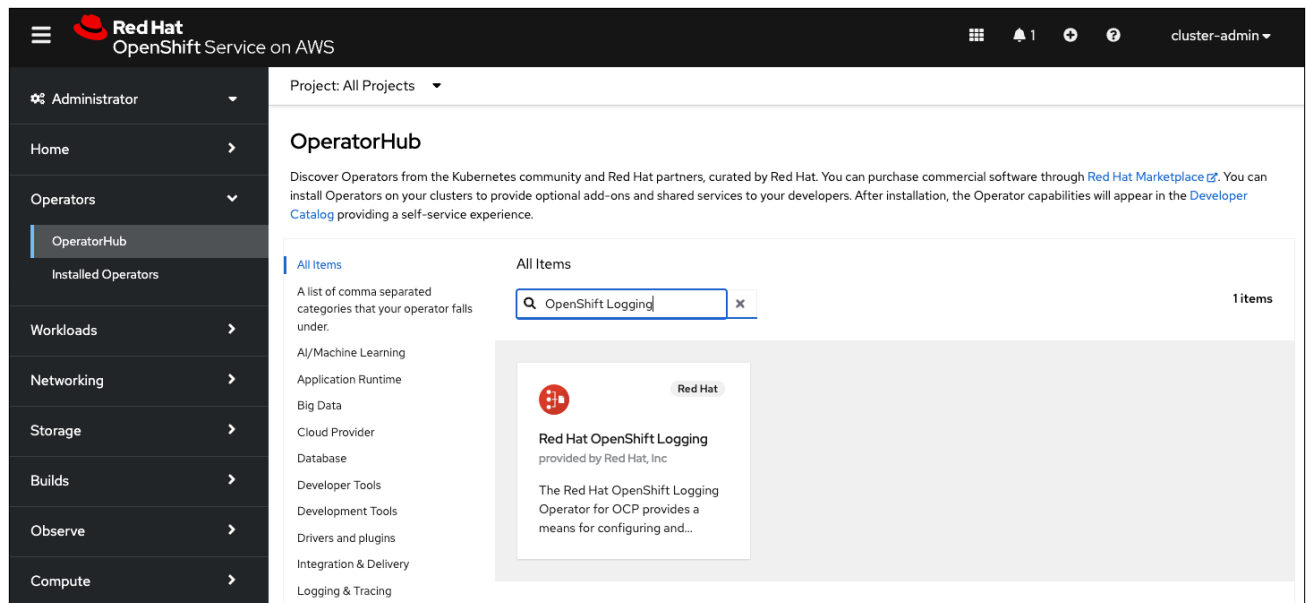 Red Hat
OpenShift Service on AWS
1
cluster-admin
Administrator
Home
Operators
OperatorHub
Installed Operators
Workloads
Networking
Storage
Builds
Observe
Compute
Project: All Projects
OperatorHub
Discover Operators from the Kubernetes community and Red Hat partners, curated by Red Hat. You can purchase commercial software through Red Hat Marketplace. You can
install Operators on your clusters to provide optional add-ons and shared services to your developers. After installation, the Operator capabilities will appear in the Developer
Catalog providing a self-service experience.
All Items
A list of comma separated
categories that your operator falls
under.
AI/Machine Learning
Application Runtime
Big Data
Cloud Provider
Database
Developer Tools
Development Tools
Drivers and plugins
Integration & Delivery
Logging & Tracing
All Items
OpenShift Logging
1 items
Red Hat
Red Hat OpenShift Logging
provided by Red Hat, Inc
The Red Hat OpenShift Logging
Operator for OCP provides a
means for configuring and...